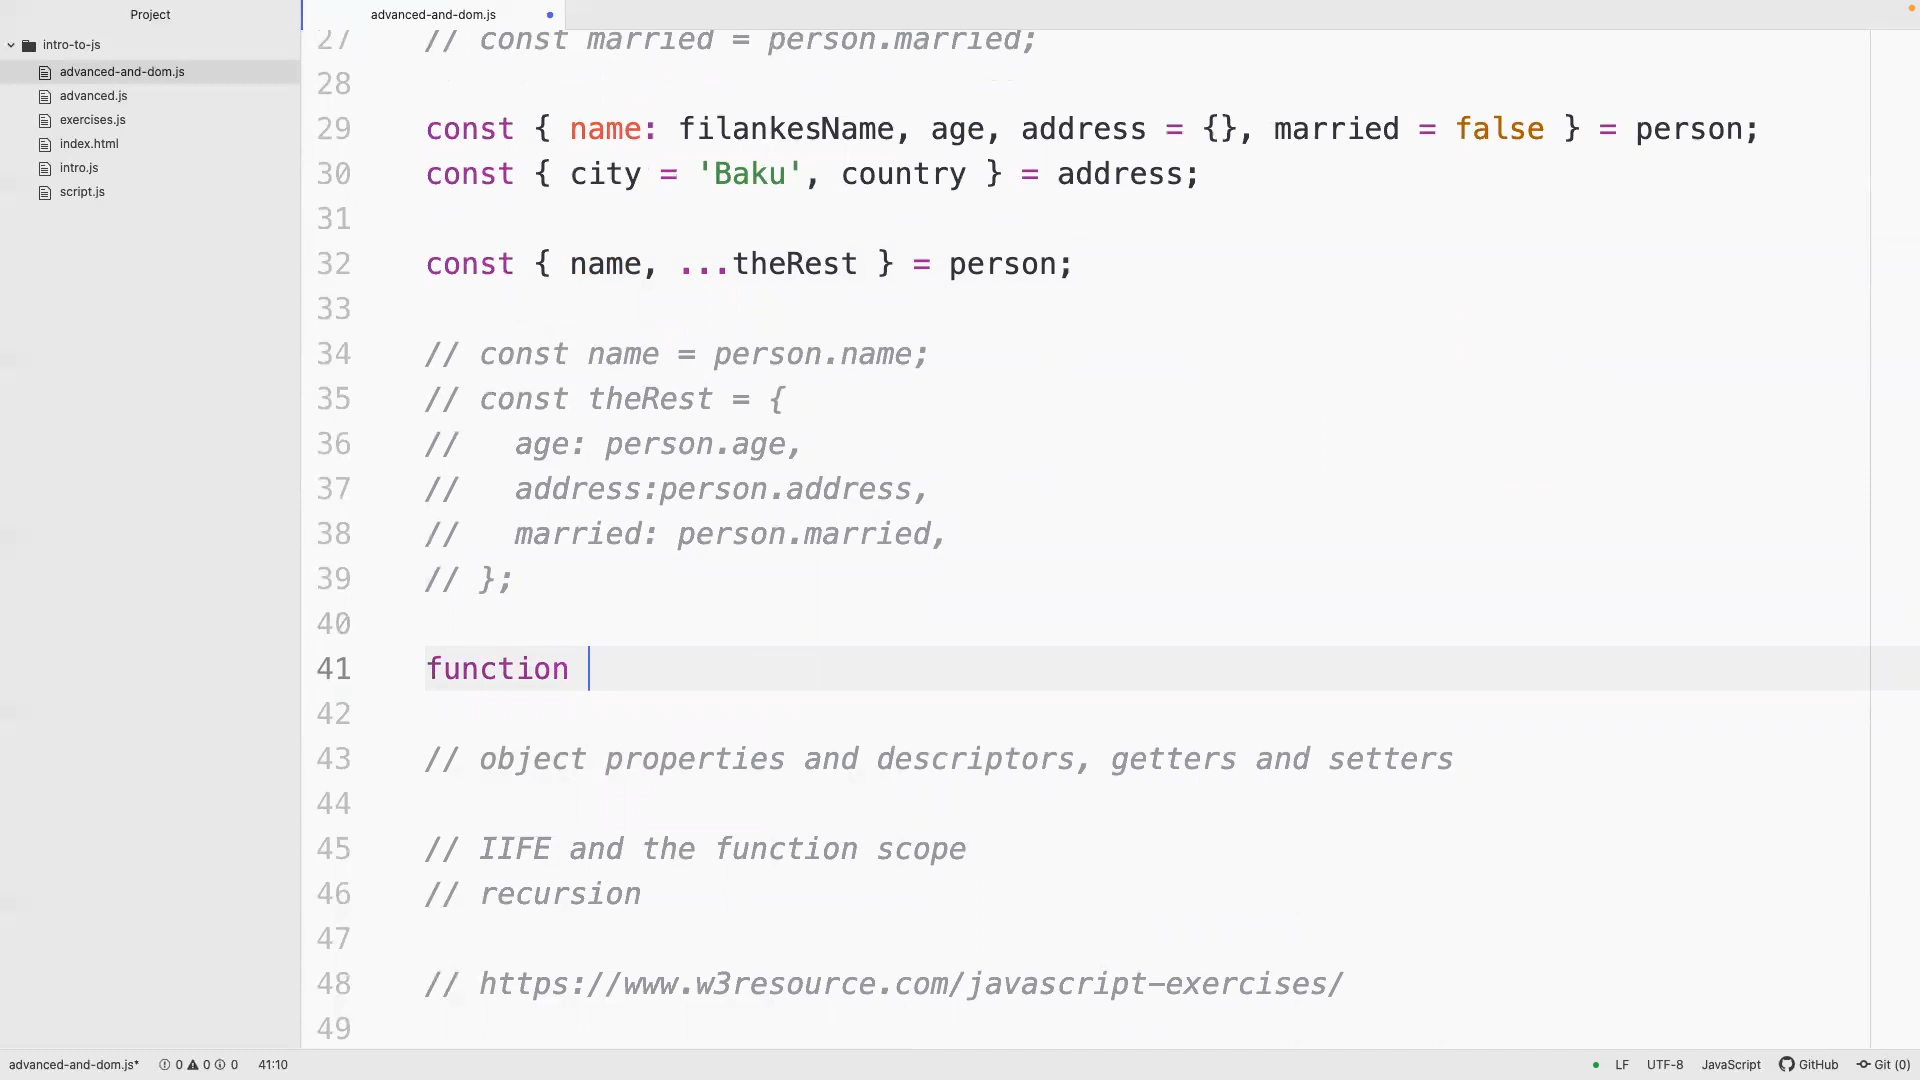 Project
advanced-and-dom.js
intro-to-js
advanced-and-dom.js
advanced.js
exercises.js
index.html
intro.js
script.js
27 // const married = person.married;
28
29 const { name: filankesName, age, address = {}, married = false } = person;
30 const { city = 'Baku', country } = address;
31
32 const { name, ...theRest } = person;
33
34 // const name = person.name;
35 // const theRest = {
36 //   age: person.age,
37 //   address:person.address,
38 //   married: person.married,
39 // };
40
41 function
42
43 // object properties and descriptors, getters and setters
44
45 // IIFE and the function scope
46 // recursion
47
48 // https://www.w3resource.com/javascript-exercises/
49
advanced-and-dom.js* 0 0 0 41:10 LF UTF-8 JavaScript GitHub Git (0)